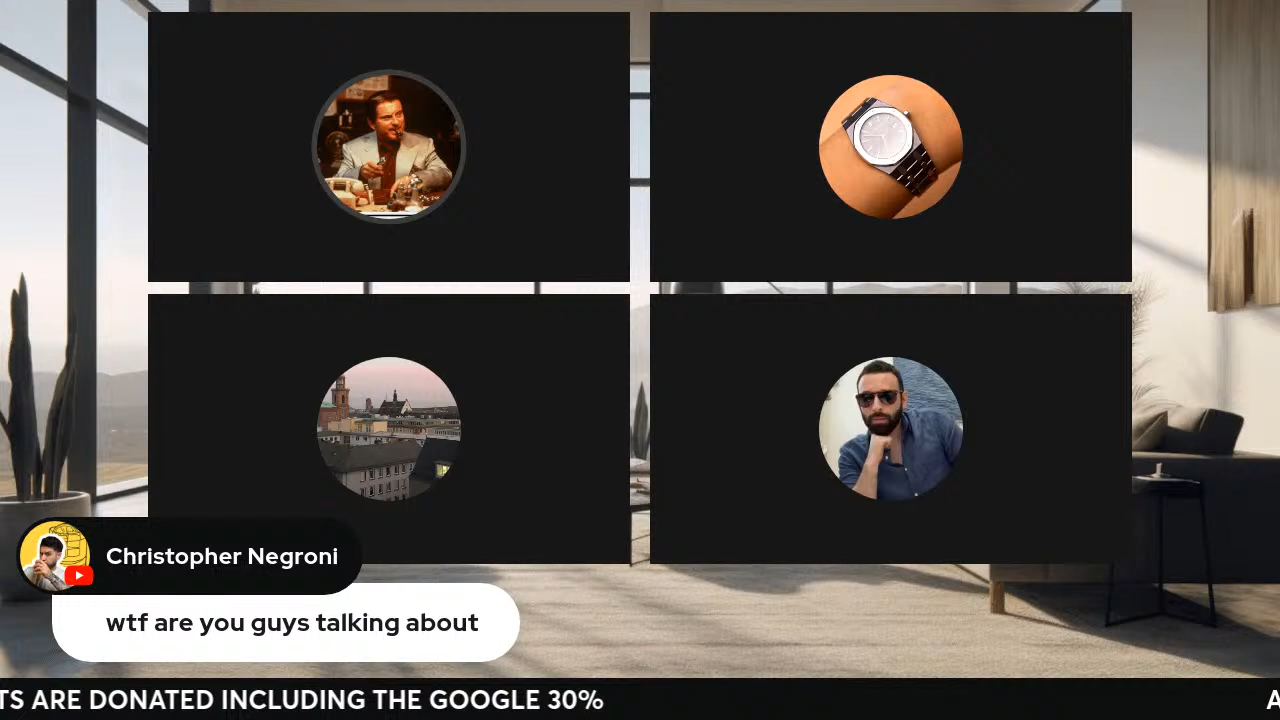 Christopher Negroni
wtf are you guys talking about
TS ARE DONATED INCLUDING THE GOOGLE 30% A